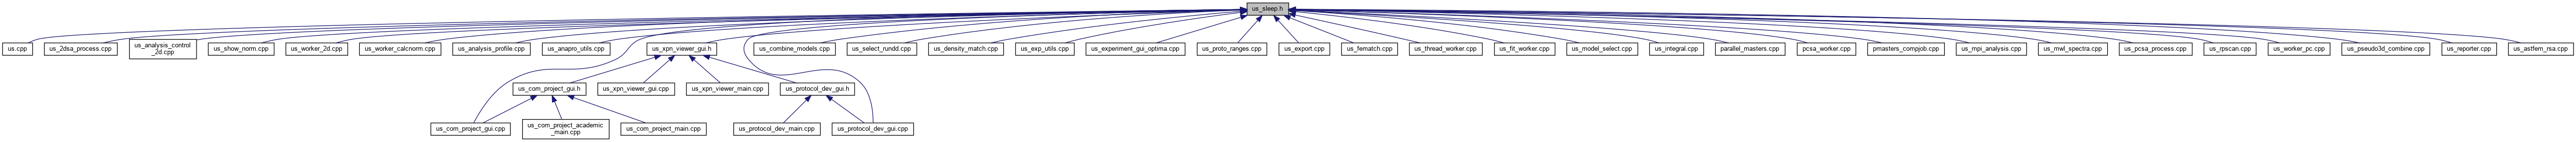 us_sleep.h
us.cpp
us_2dsa_process.cpp
us_analysis_control
_2d.cpp
us_show_norm.cpp
us_worker_2d.cpp
us_worker_calcnorm.cpp
us_analysis_profile.cpp
us_anapro_utils.cpp
us_xpn_viewer_gui.h
us_combine_models.cpp
us_select_rundd.cpp
us_density_match.cpp
us_exp_utils.cpp
us_experiment_gui_optima.cpp
us_proto_ranges.cpp
us_export.cpp
us_fematch.cpp
us_thread_worker.cpp
us_fit_worker.cpp
us_model_select.cpp
us_integral.cpp
parallel_masters.cpp
pcsa_worker.cpp
pmasters_compjob.cpp
us_mpi_analysis.cpp
us_mwl_spectra.cpp
us_pcsa_process.cpp
us_rpscan.cpp
us_worker_pc.cpp
us_pseudo3d_combine.cpp
us_reporter.cpp
us_astfem_rsa.cpp
us_com_project_gui.h
us_xpn_viewer_gui.cpp
us_xpn_viewer_main.cpp
us_protocol_dev_gui.h
us_com_project_gui.cpp
us_com_project_academic
_main.cpp
us_com_project_main.cpp
us_protocol_dev_main.cpp
us_protocol_dev_gui.cpp